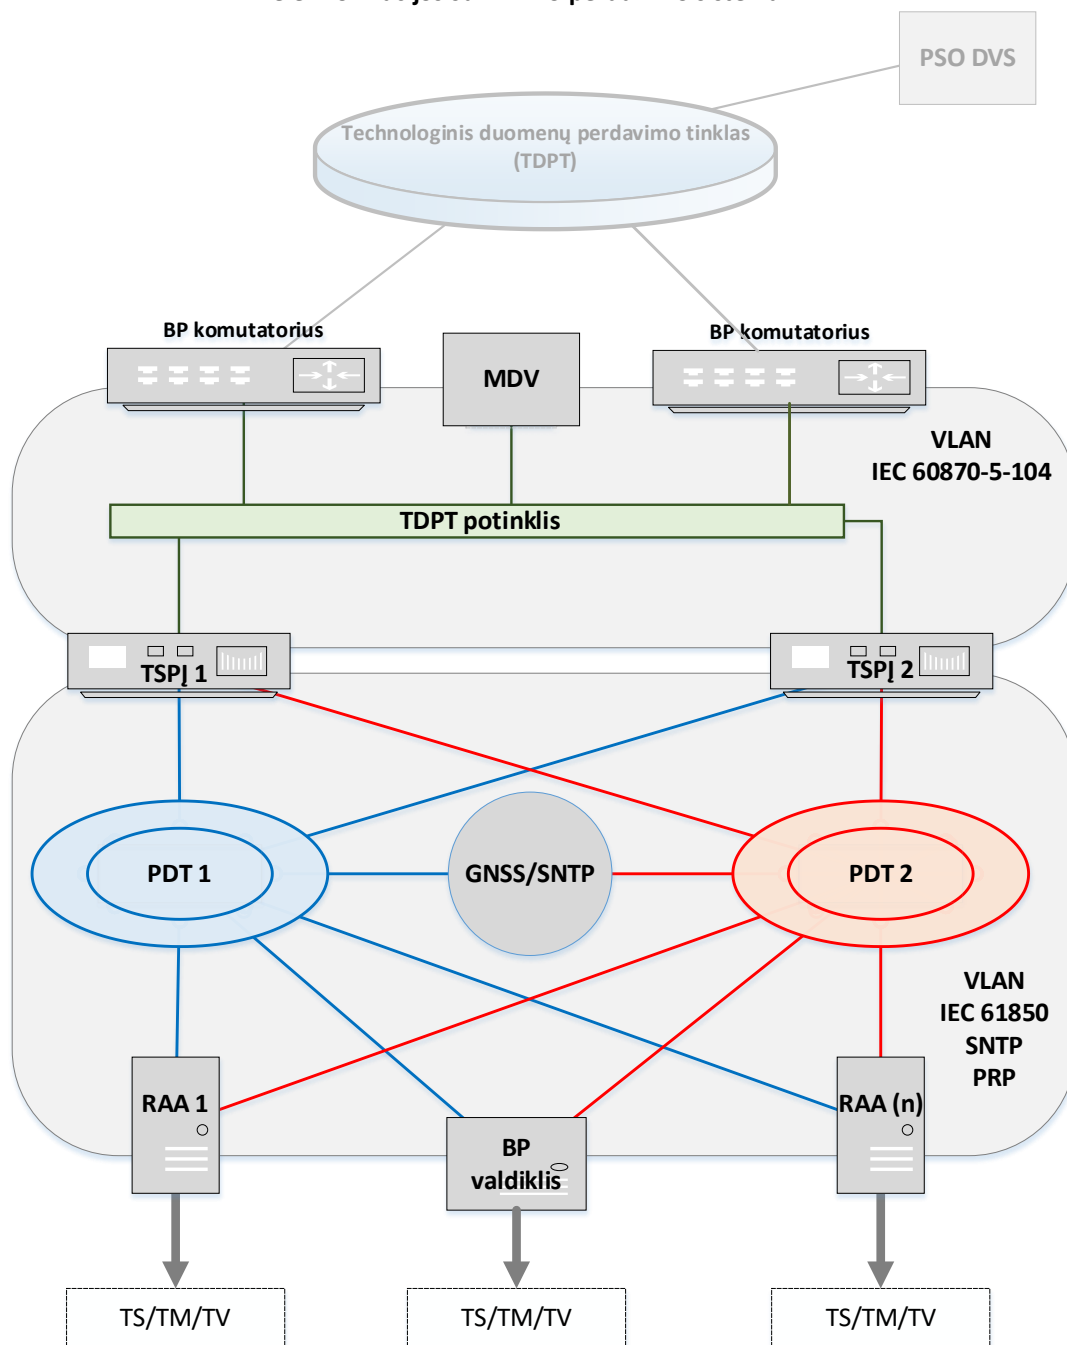 PSO DVS
Technologinis duomenų perdavimo tinklas
(TDPT)
BP komutatorius
MDV
BP komutatorius
VLAN
IEC 60870-5-104
TDPT potinklis
TSPĮ 1
TSPĮ 2
PDT 1
GNSS/SNTP
PDT 2
VLAN
IEC 61850
SNTP
PRP
RAA 1
RAA (n)
BP
valdiklis
TS/TM/TV
TS/TM/TV
TS/TM/TV